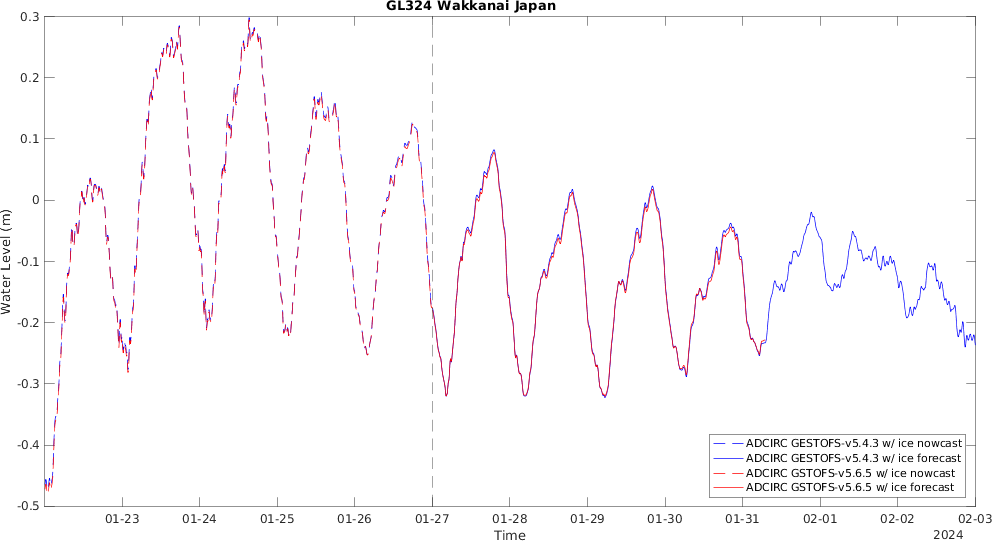 GL324 Wakkanai Japan
0.3
0.2
0.1
0
-0.1
-0.2
-0.3
-0.4
-0.5
Water Level (m)
ADCIRC GESTOFS-v5.4.3 w/ ice nowcast
ADCIRC GESTOFS-v5.4.3 w/ ice forecast
ADCIRC GSTOFS-v5.6.5 w/ ice nowcast
ADCIRC GSTOFS-v5.6.5 w/ ice forecast
01-23 01-24 01-25 01-26 01-27 01-28 01-29 01-30 01-31 02-01 02-02 02-03
Time
2024